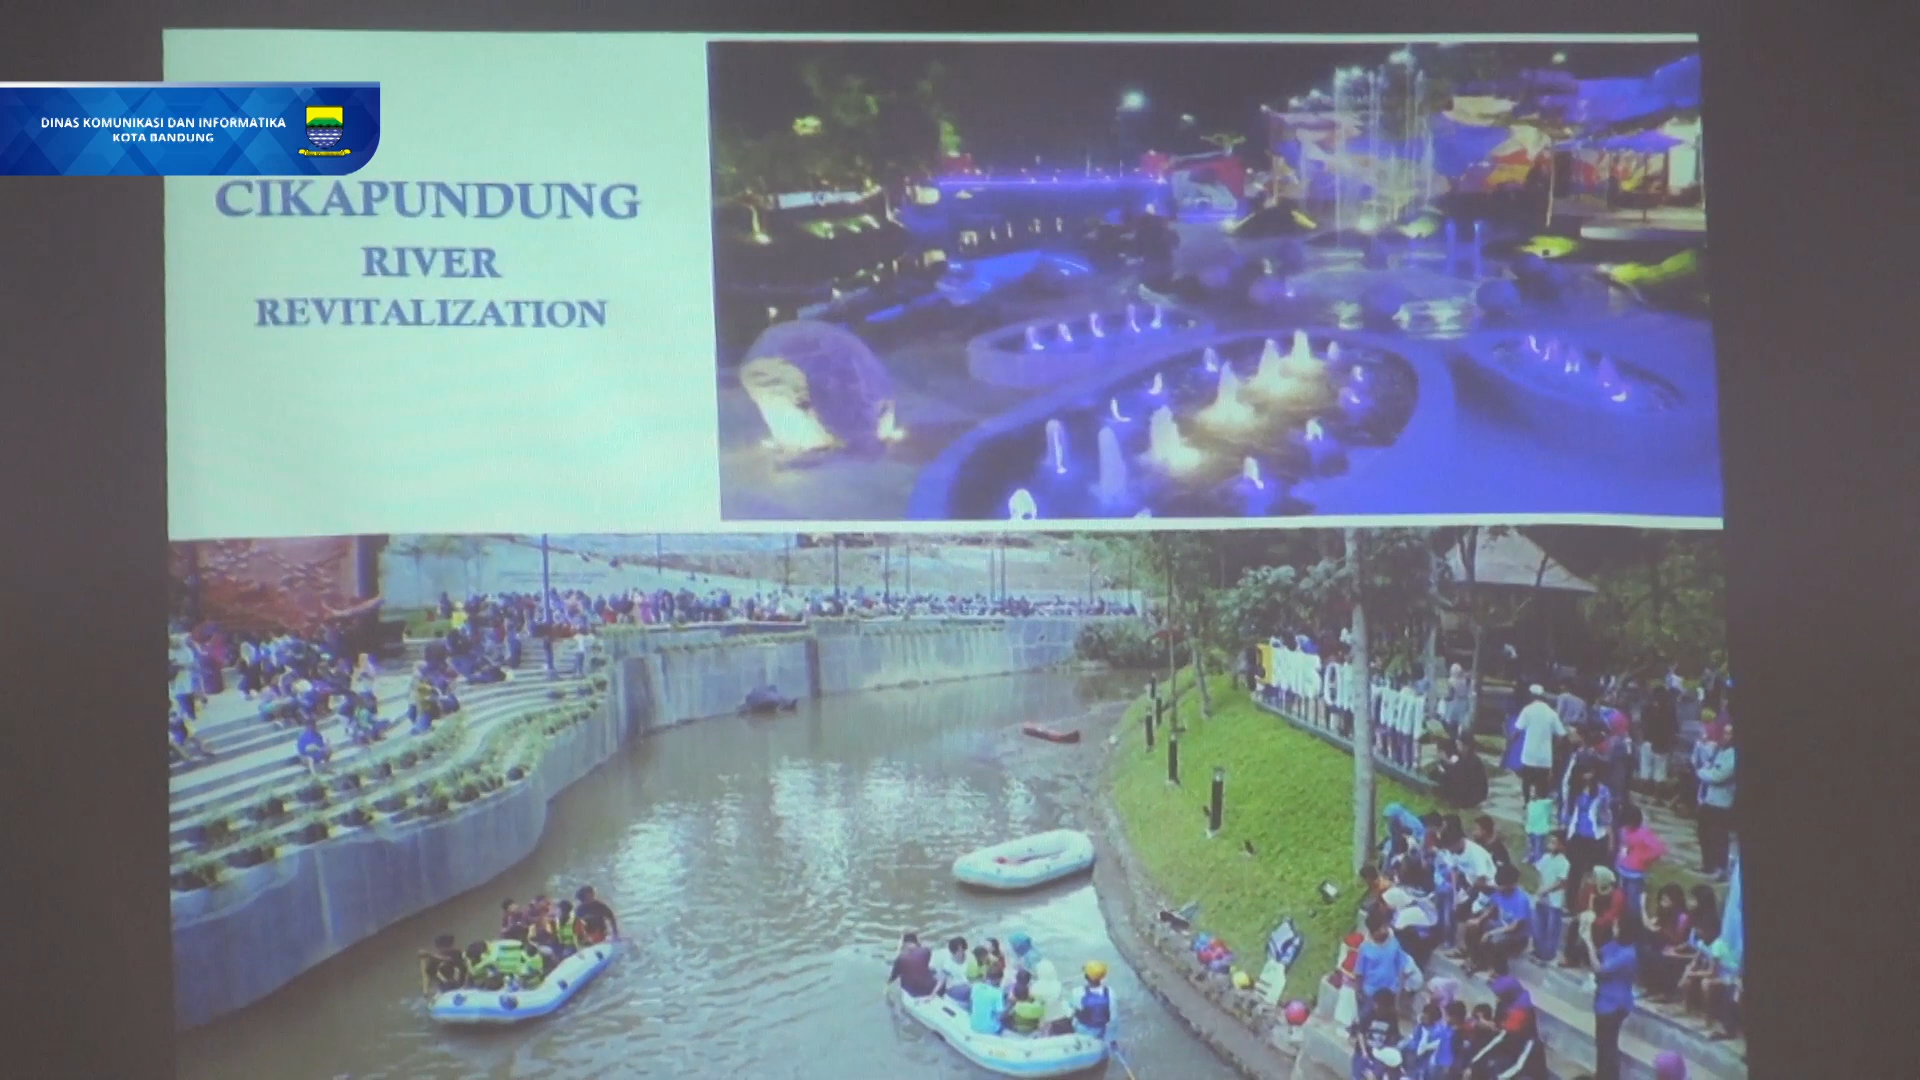 DINAS KOMUNIKASI DAN INFORMATIKA
KOTA BANDUNG
CIKAPUNDUNG
RIVER
REVITALIZATION